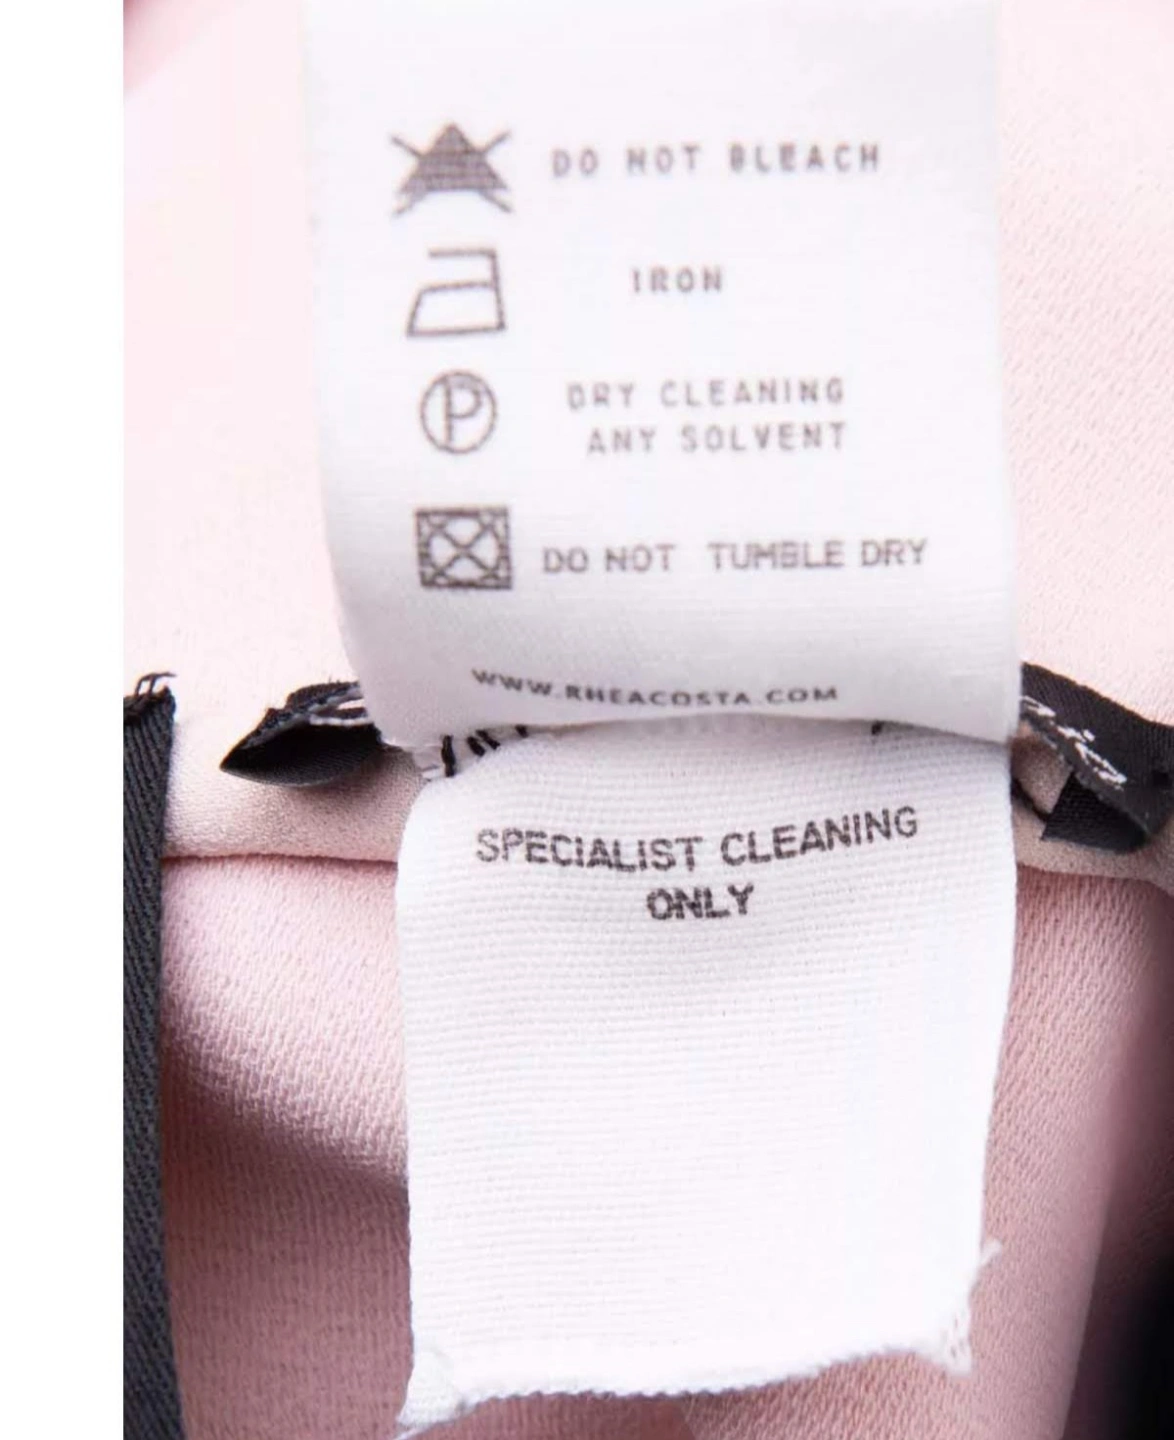 DO NOT BLEACH
IRON
P
DRY CLEANING
ANY SOLVENT
DO NOT TUMBLE DRY
WWW.RHEACOSTA.COM
SPECIALIST CLEANING
ONLY